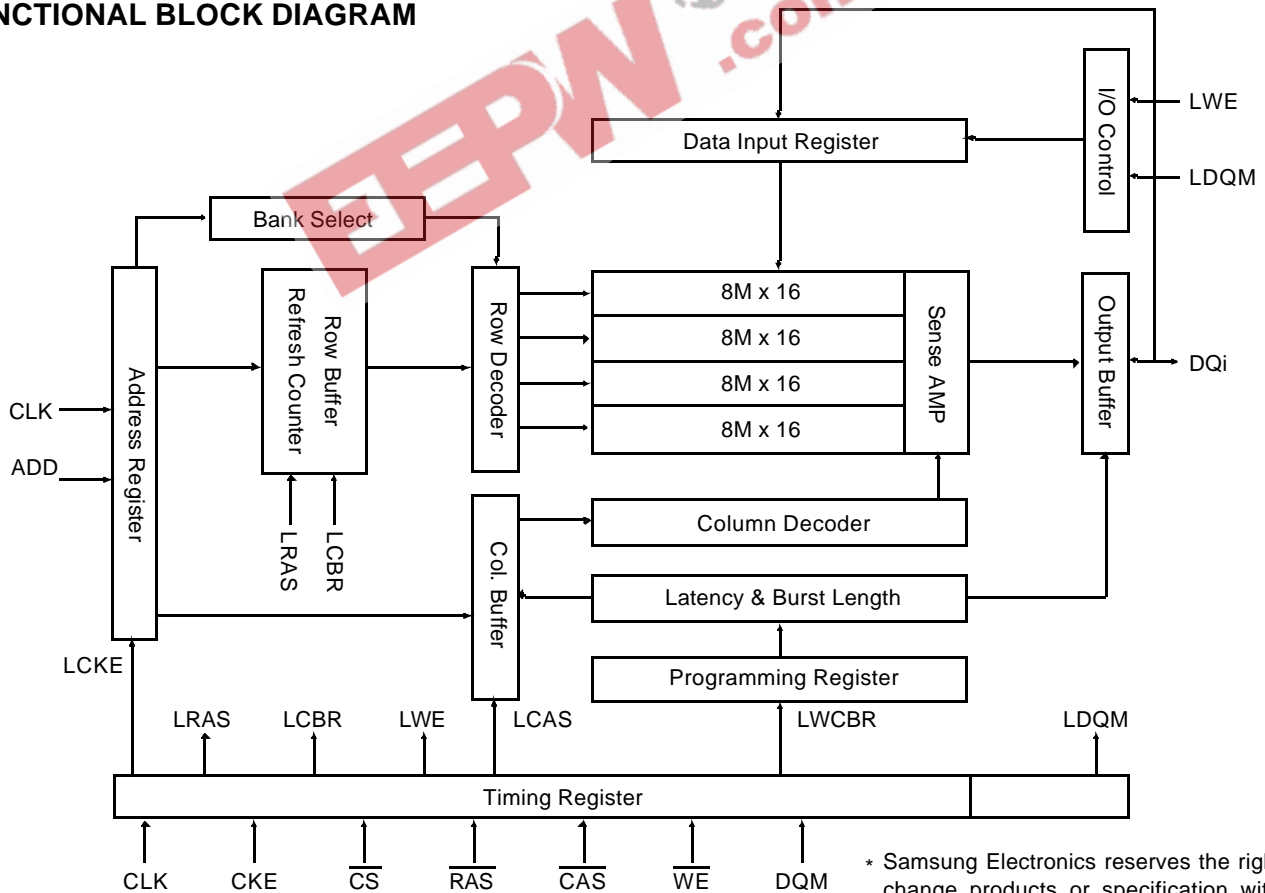 NCTIONAL BLOCK DIAGRAM
EEPW.com
I/O Control
LWE
Data Input Register
LDQM
Bank Select
8M x 16
8M x 16
8M x 16
8M x 16
Sense AMP
Output Buffer
DQi
Row Decoder
Row Buffer
Refresh Counter
Address Register
CLK
ADD
LRAS
LCBR
Col. Buffer
Column Decoder
Latency & Burst Length
Programming Register
LCKE
LRAS
LCBR
LWE
LCAS
LWCBR
LDQM
Timing Register
CLK
CKE
CS
RAS
CAS
WE
DQM
* Samsung Electronics reserves the righ
change products or specification wit